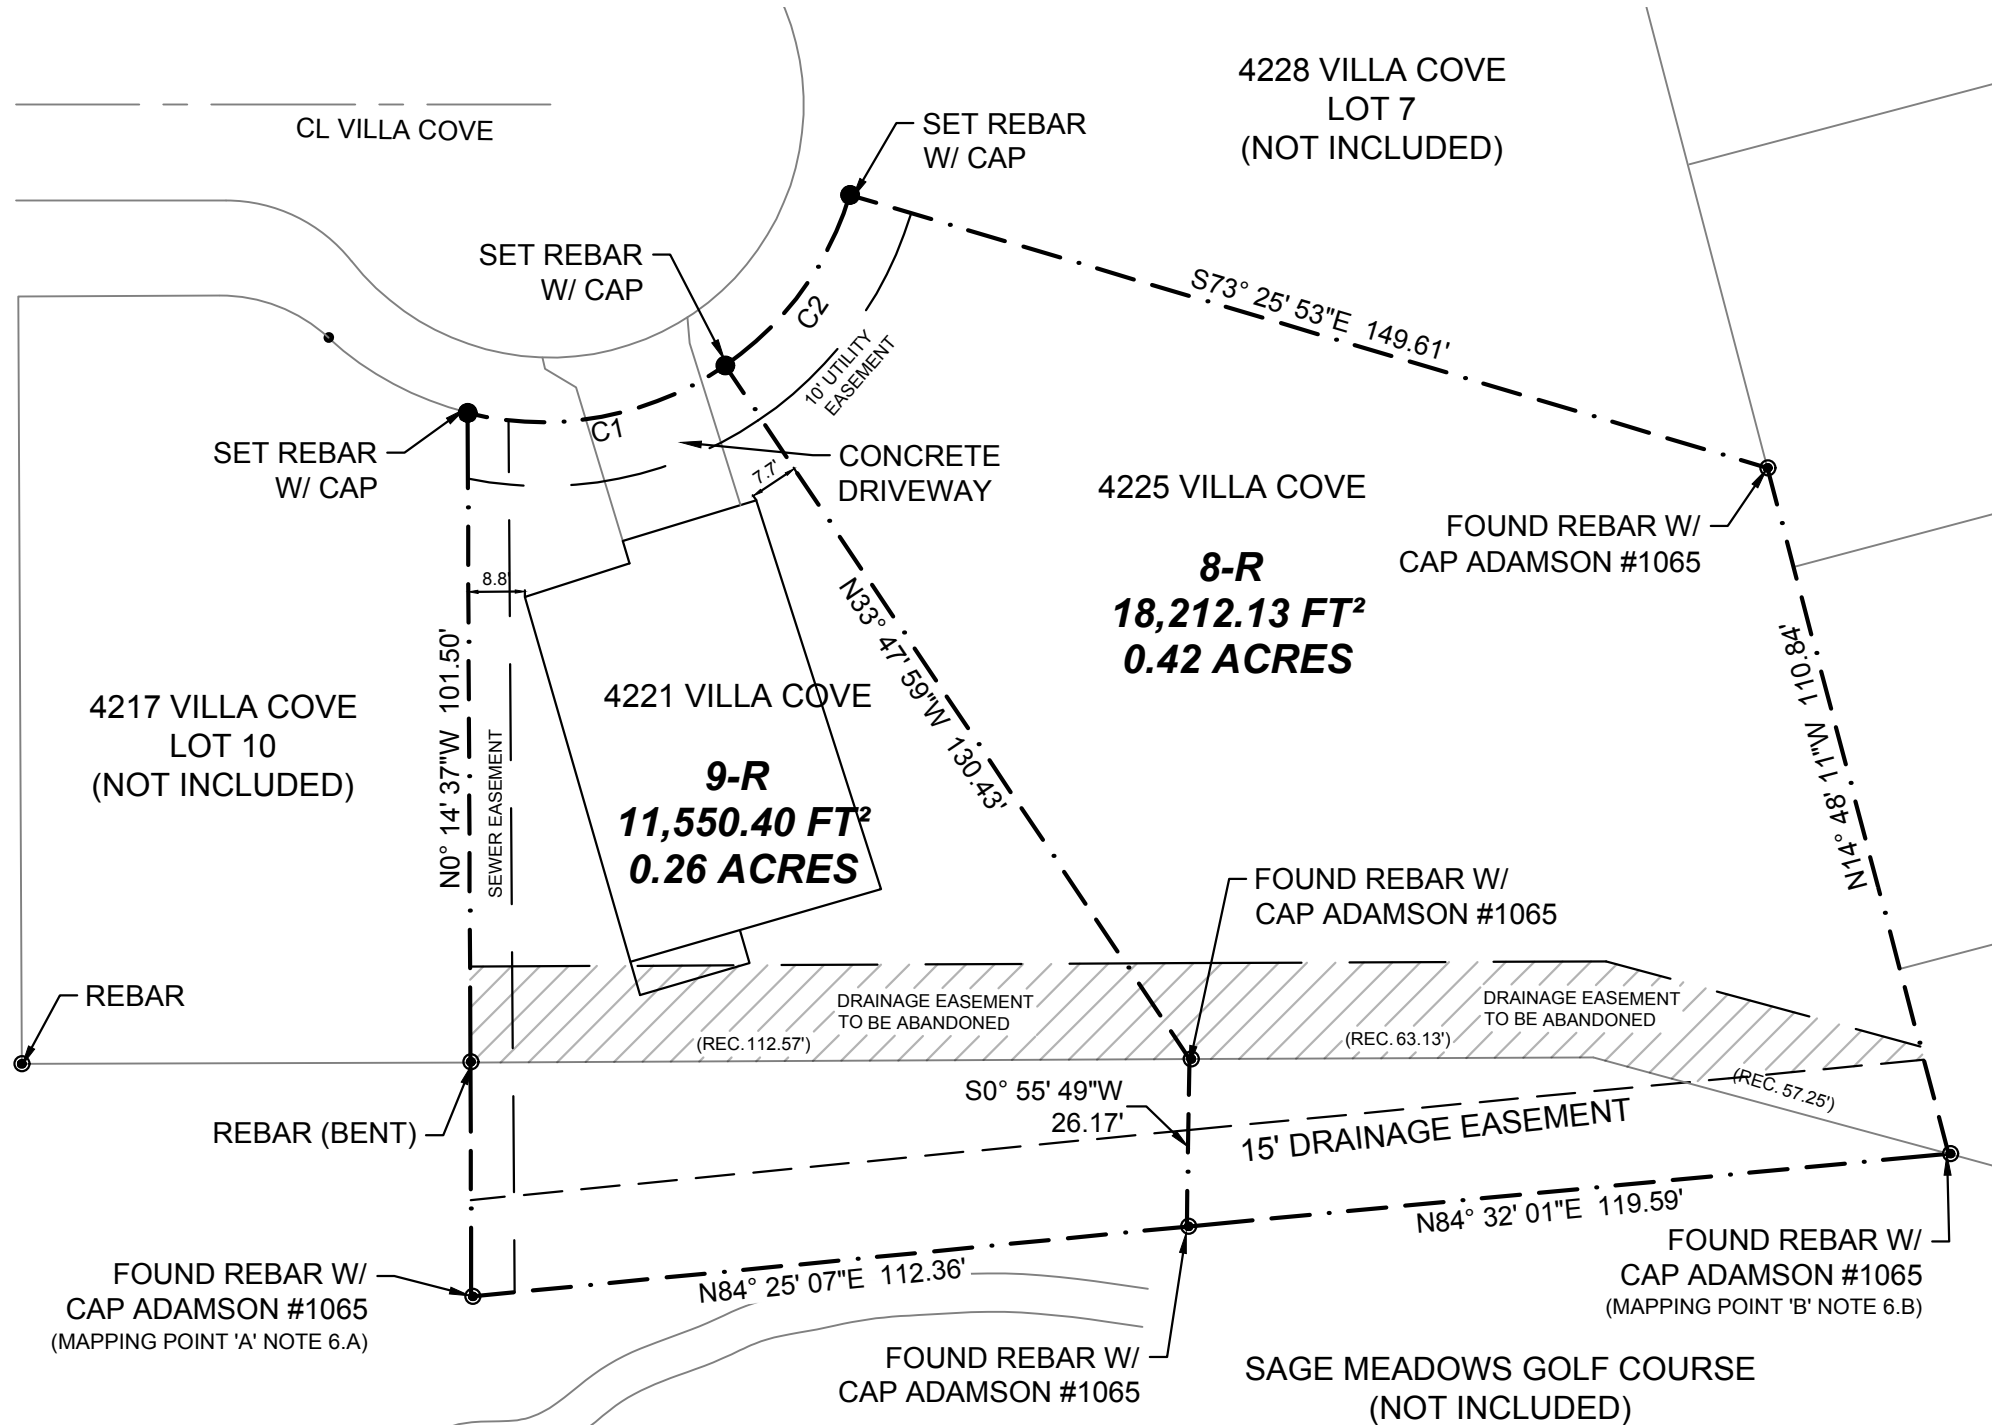 4228 VILLA COVE
LOT 7
(NOT INCLUDED)
CL VILLA COVE
SET REBAR
W/ CAP
SET REBAR
W/ CAP
S73° 25' 53"E 149.61'
C2
10' UTILITY
EASEMENT
C1
SET REBAR
W/ CAP
CONCRETE
DRIVEWAY
7.7'
4225 VILLA COVE
8-R
18,212.13 FT²
0.42 ACRES
FOUND REBAR W/
CAP ADAMSON #1065
8.8'
N33° 47' 59"W 130.43'
N0° 14' 37"W 101.50'
N14° 48' 11"W 110.84'
4217 VILLA COVE
LOT 10
(NOT INCLUDED)
4221 VILLA COVE
9-R
11,550.40 FT²
0.26 ACRES
SEWER EASEMENT
FOUND REBAR W/
CAP ADAMSON #1065
REBAR
DRAINAGE EASEMENT
TO BE ABANDONED
DRAINAGE EASEMENT
TO BE ABANDONED
(REC. 112.57')
(REC. 63.13')
(REC. 57.25')
S0° 55' 49"W
26.17'
15' DRAINAGE EASEMENT
REBAR (BENT)
N84° 32' 01"E 119.59'
N84° 25' 07"E 112.36'
FOUND REBAR W/
CAP ADAMSON #1065
(MAPPING POINT 'A' NOTE 6.A)
FOUND REBAR W/
CAP ADAMSON #1065
(MAPPING POINT 'B' NOTE 6.B)
FOUND REBAR W/
CAP ADAMSON #1065
SAGE MEADOWS GOLF COURSE
(NOT INCLUDED)